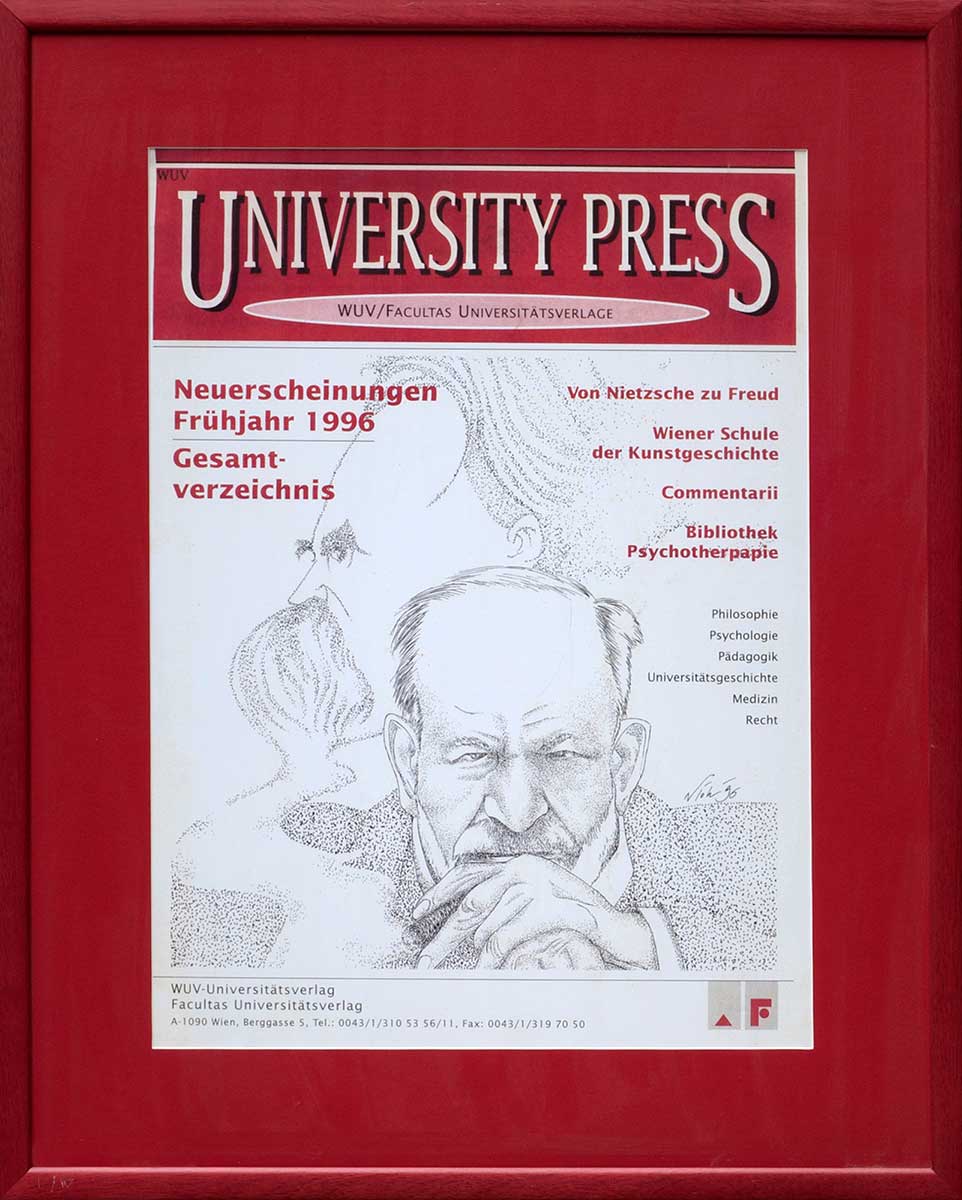 WUV
UNIVERSITY PRESS
WUV/FACULTAS UNIVERSITÄTSVERLAGE
Neuerscheinungen
Frühjahr 1996
Gesamt-
verzeichnis
Von Nietzsche zu Freud
Wiener Schule
der Kunstgeschichte
Commentarii
Bibliothek
Psychotherpapie
Philosophie
Psychologie
Pädagogik
Universitätsgeschichte
Medizin
Recht
WUV-Universitätsverlag
Facultas Universitätsverlag
A-1090 Wien, Berggasse 5, Tel.: 0043/1/310 53 56/11, Fax: 0043/1/319 70 50